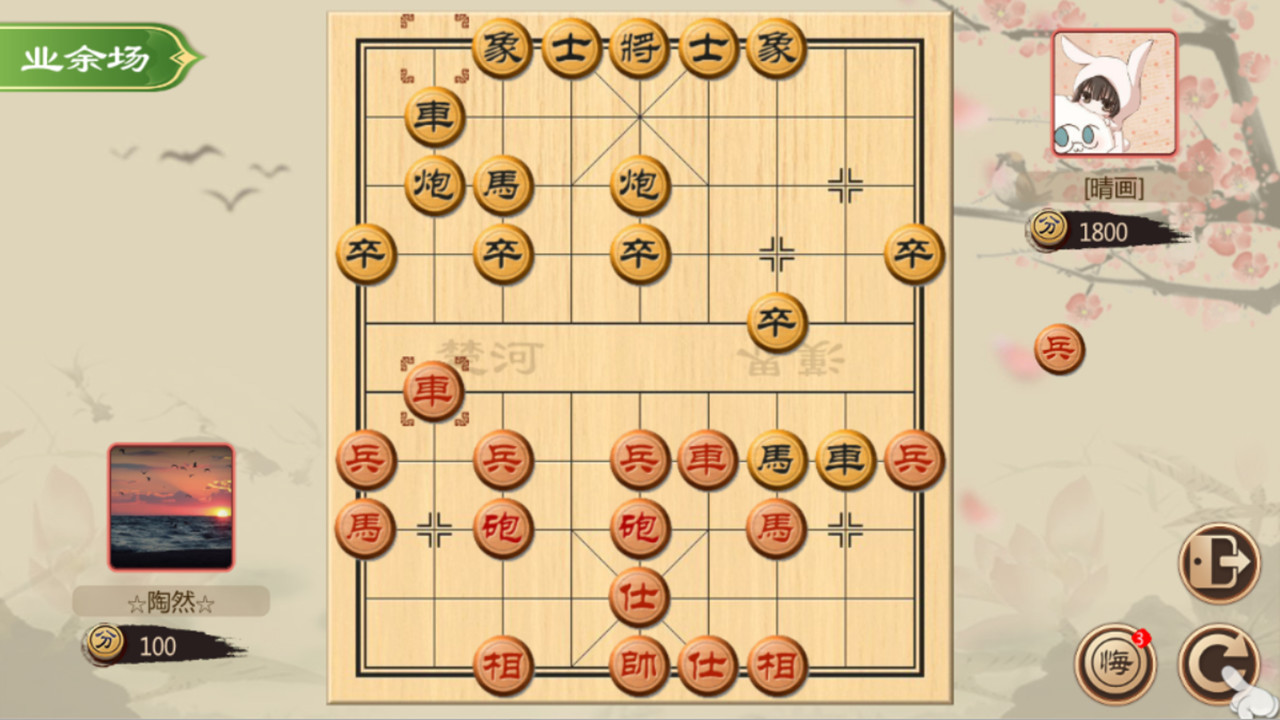 业余场
象士將士象
車
炮馬炮
[晴画]
分 1800
卒卒卒卒
卒
兵
楚河 漢界
車
兵兵兵車馬車兵
馬砲砲馬
仕
☆陶然☆
分 100
相帥仕相
悔 3